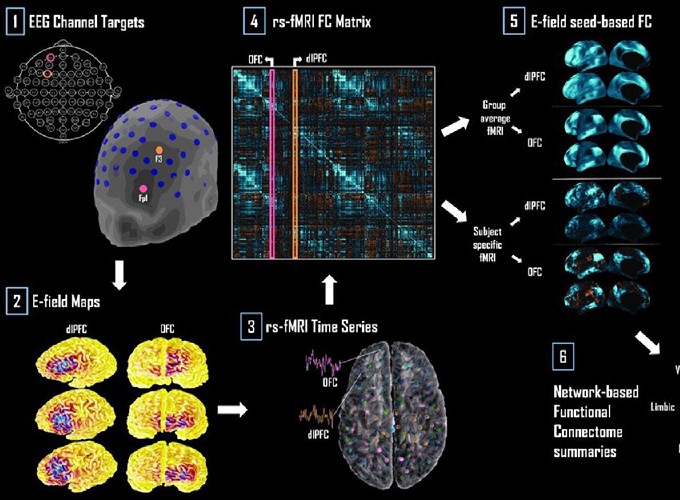 1 EEG Channel Targets
F3
Fp1
2 E-field Maps
dlPFC OFC
3 rs-fMRI Time Series
OFC
dlPFC
4 rs-fMRI FC Matrix
OFC dlPFC
5 E-field seed-based FC
dlPFC
Group
average
fMRI
OFC
dlPFC
Subject
specific
fMRI
OFC
6
Network-based
Functional
Connectome
summaries
Limbic